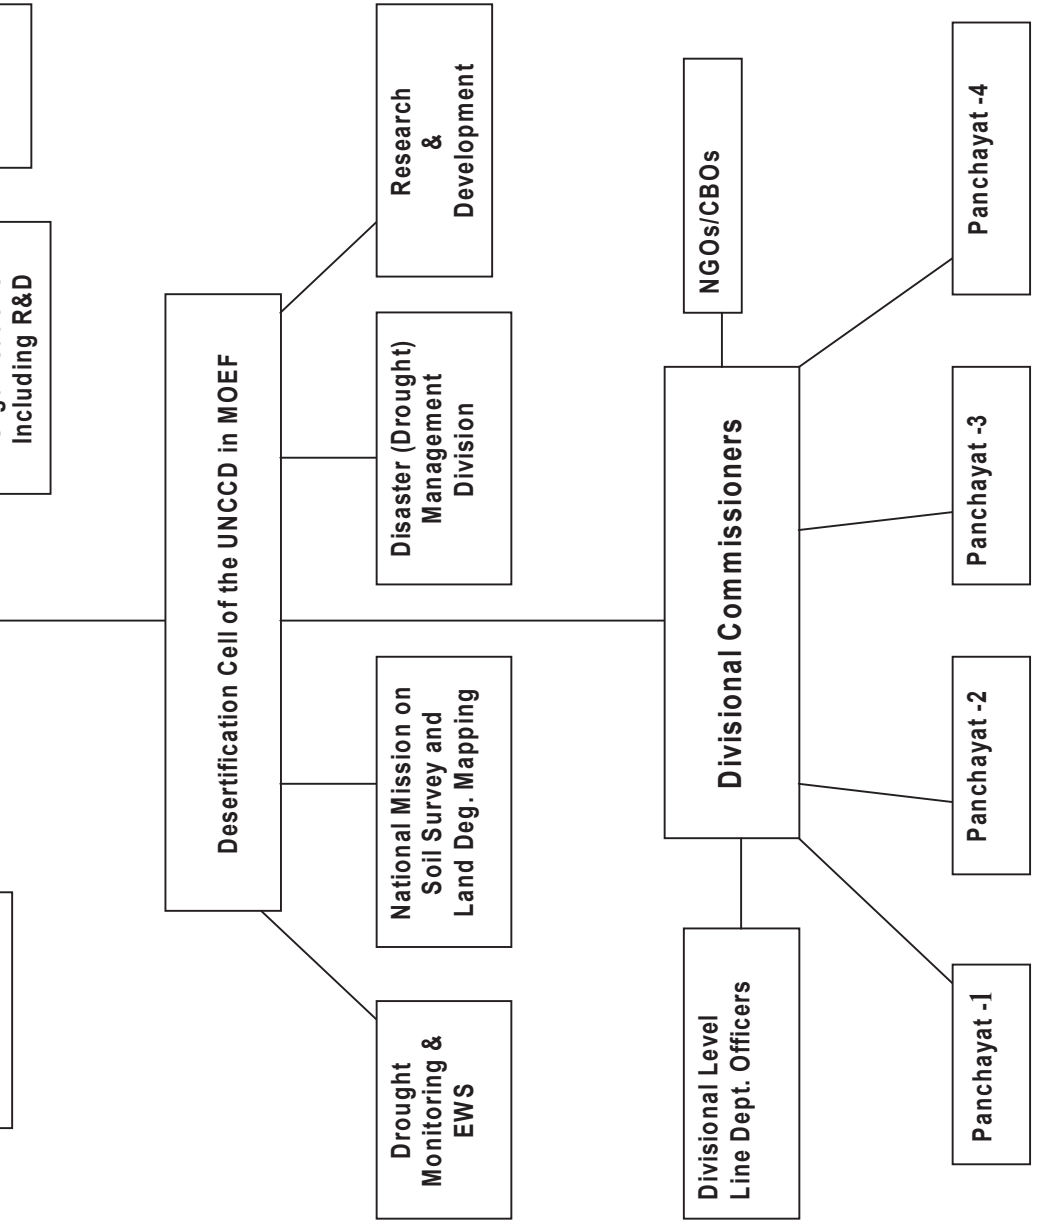 Including R&D
Desertification Cell of the UNCCD in MOEF
Drought
Monitoring &
EWS
National Mission on
Soil Survey and
Land Deg. Mapping
Disaster (Drought)
Management
Division
Research
&
Development
Divisional Level
Line Dept. Officers
Divisional Commissioners
NGOs/CBOs
Panchayat -1
Panchayat -2
Panchayat -3
Panchayat -4